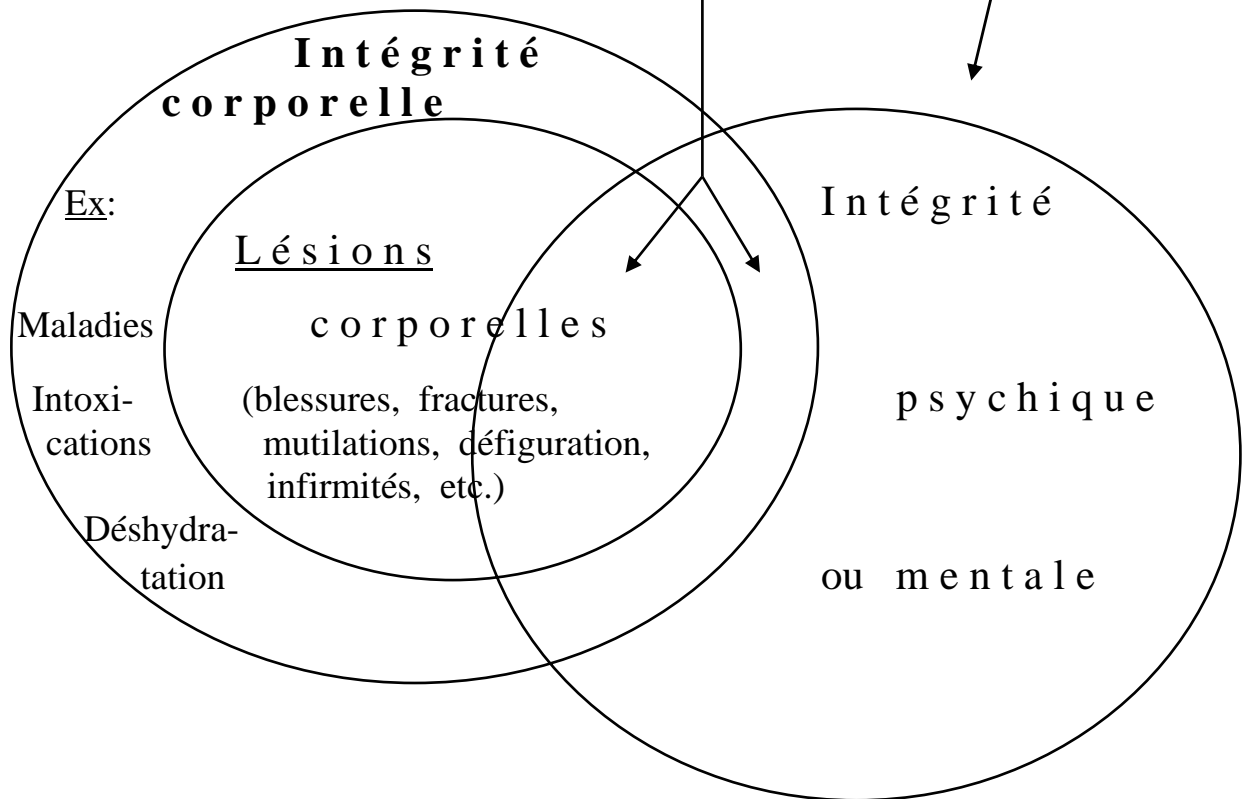 Intégrité
corporelle
Ex:
Intégrité
Lésions
Maladies
corporelles
Intoxi-
cations
(blessures, fractures,
mutilations, défiguration,
infirmités, etc.)
psychique
Déshydra-
tation
ou mentale